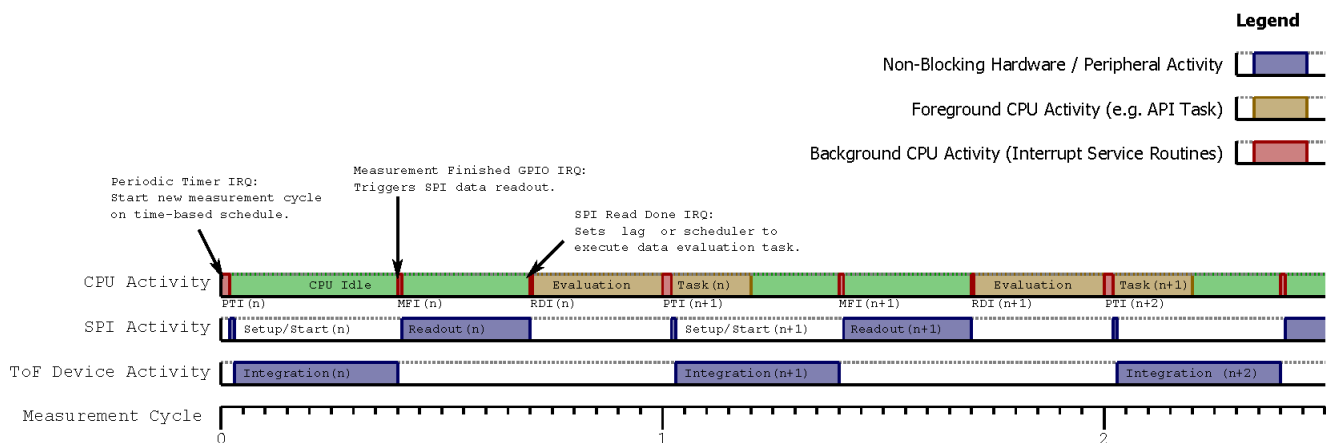 Legend
Non-Blocking Hardware / Peripheral Activity
Foreground CPU Activity (e.g. API Task)
Background CPU Activity (Interrupt Service Routines)
Measurement Finished GPIO IRQ:
Triggers SPI data readout.
Periodic Timer IRQ:
Start new measurement cycle
on time-based schedule.
SPI Read Done IRQ:
Sets lag or scheduler to
execute data evaluation task.
CPU Activity
CPU Idle
Evaluation
Task(n)
Evaluation
Task(n+1)
PTI(n)
MFI(n)
RDI(n)
PTI(n+1)
MFI(n+1)
RDI(n+1)
PTI(n+2)
SPI Activity
Setup/Start(n)
Readout(n)
Setup/Start(n+1)
Readout(n+1)
ToF Device Activity
Integration(n)
Integration(n+1)
Integration (n+2)
Measurement Cycle
0
1
2